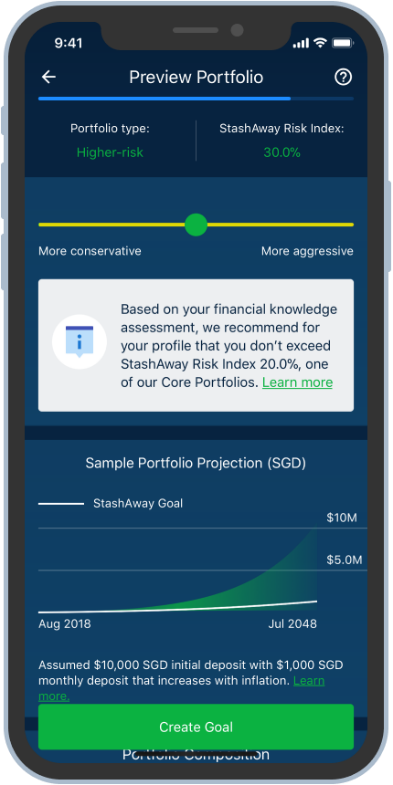 9:41
Preview Portfolio
Portfolio type:
StashAway Risk Index:
Higher-risk
30.0%
More conservative
More aggressive
Based on your financial knowledge
assessment, we recommend for
your profile that you don't exceed
StashAway Risk Index 20.0%, one
of our Core Portfolios. Learn more
Sample Portfolio Projection (SGD)
StashAway Goal
$10M
$5.0M
Aug 2018
Jul 2048
Assumed $10,000 SGD initial deposit with $1,000 SGD
monthly deposit that increases with inflation. Learn
more.
Create Goal
Portfolio Composition